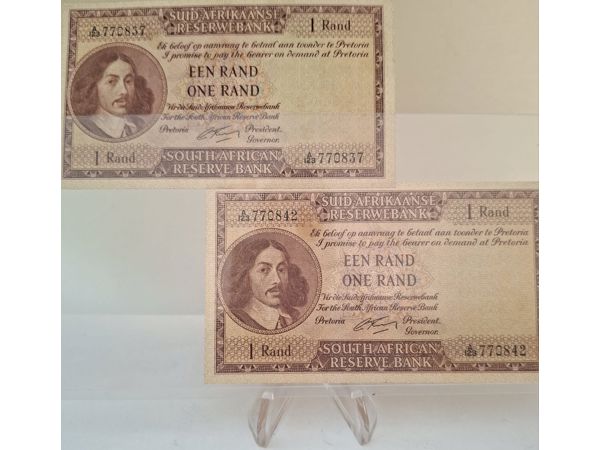 A/123 770837
SUID-AFRIKAANSE
RESERWEBANK
1 Rand
Ek beloof op aanvraag te betaal aan toonder te Pretoria
I promise to pay the bearer on demand at Pretoria
EEN RAND
ONE RAND
Vir die Suid-Afrikaanse Reserwebank
For the South African Reserve Bank
Pretoria
President.
Governor.
1 Rand
SOUTH AFRICAN
RESERVE BANK
A/123 770837
A/123 770842
SUID-AFRIKAANSE
RESERWEBANK
1 Rand
Ek beloof op aanvraag te betaal aan toonder te Pretoria
I promise to pay the bearer on demand at Pretoria
EEN RAND
ONE RAND
Vir die Suid-Afrikaanse Reserwebank
For the South African Reserve Bank
Pretoria
President.
Governor.
1 Rand
SOUTH AFRICAN
RESERVE BANK
A/123 770842